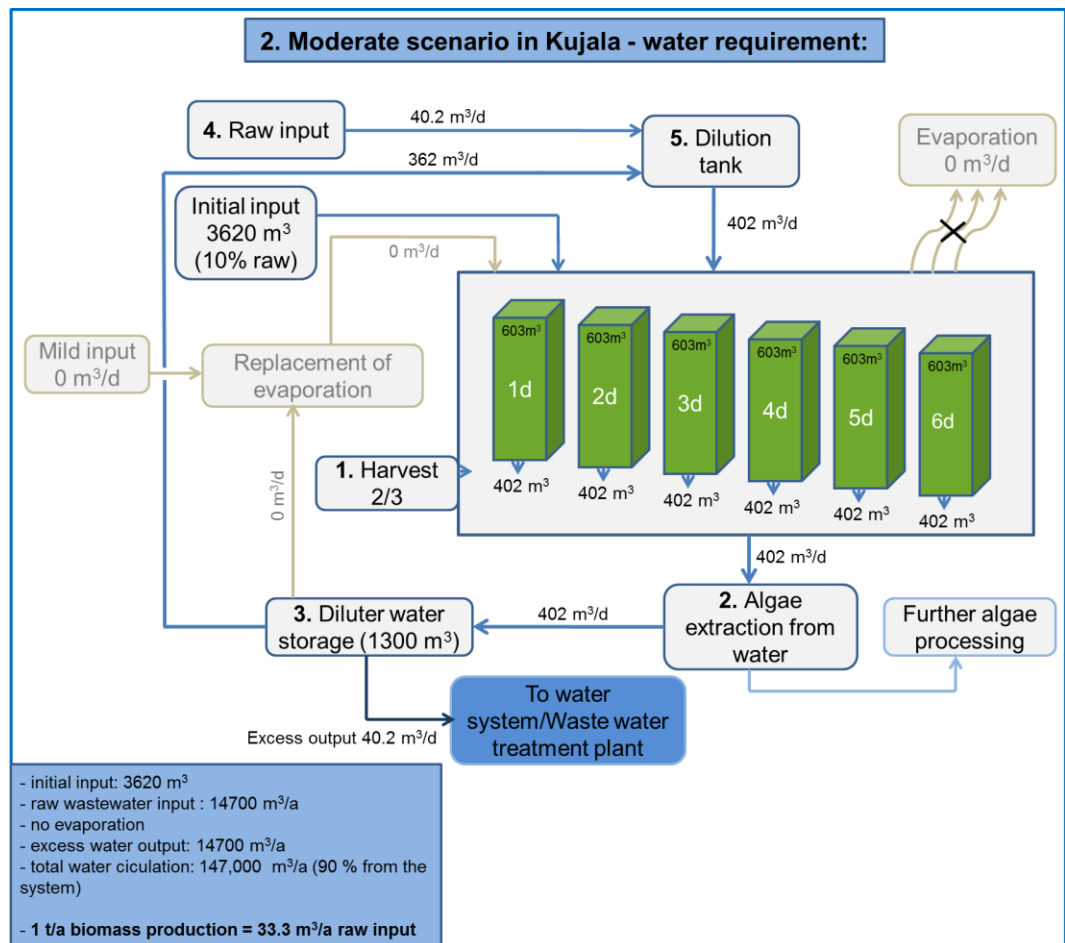 2. Moderate scenario in Kujala - water requirement:
4. Raw input
40.2 m³/d
362 m³/d
5. Dilution
tank
Evaporation
0 m³/d
Initial input
3620 m³
(10% raw)
402 m³/d
0 m³/d
Mild input
0 m³/d
Replacement of
evaporation
603m³
1d
603m³
2d
603m³
3d
603m³
4d
603m³
5d
603m³
6d
1. Harvest
2/3
402 m³
402 m³
402 m³
402 m³
402 m³
402 m³
0 m³/d
402 m³/d
3. Diluter water
storage (1300 m³)
402 m³/d
2. Algae
extraction from
water
Further algae
processing
To water
system/Waste water
treatment plant
Excess output 40.2 m³/d
- initial input: 3620 m³
- raw wastewater input : 14700 m³/a
- no evaporation
- excess water output: 14700 m³/a
- total water ciculation: 147,000 m³/a (90 % from the
system)
- 1 t/a biomass production = 33.3 m³/a raw input